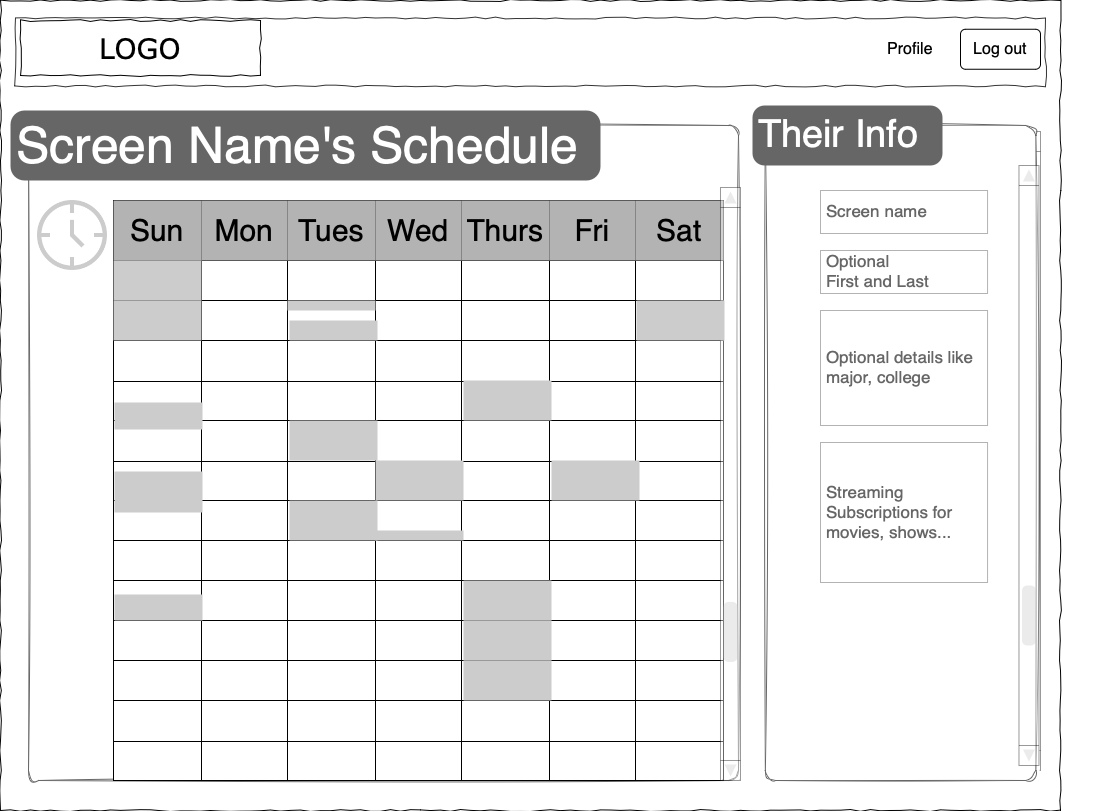 LOGO
Profile
Log out
Screen Name's Schedule
Their Info
Sun Mon Tues Wed Thurs Fri Sat
Screen name
Optional
First and Last
Optional details like
major, college
Streaming
Subscriptions for
movies, shows...